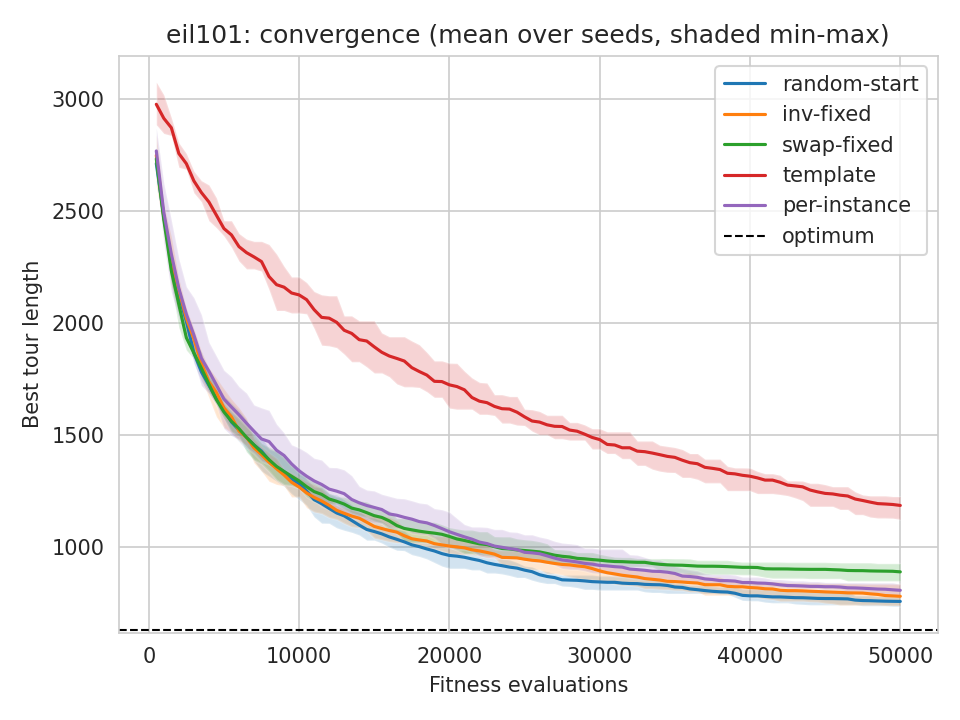 eil101: convergence (mean over seeds, shaded min-max)
random-start
inv-fixed
swap-fixed
template
per-instance
optimum
Best tour length
3000
2500
2000
1500
1000
0
10000
20000
30000
40000
50000
Fitness evaluations